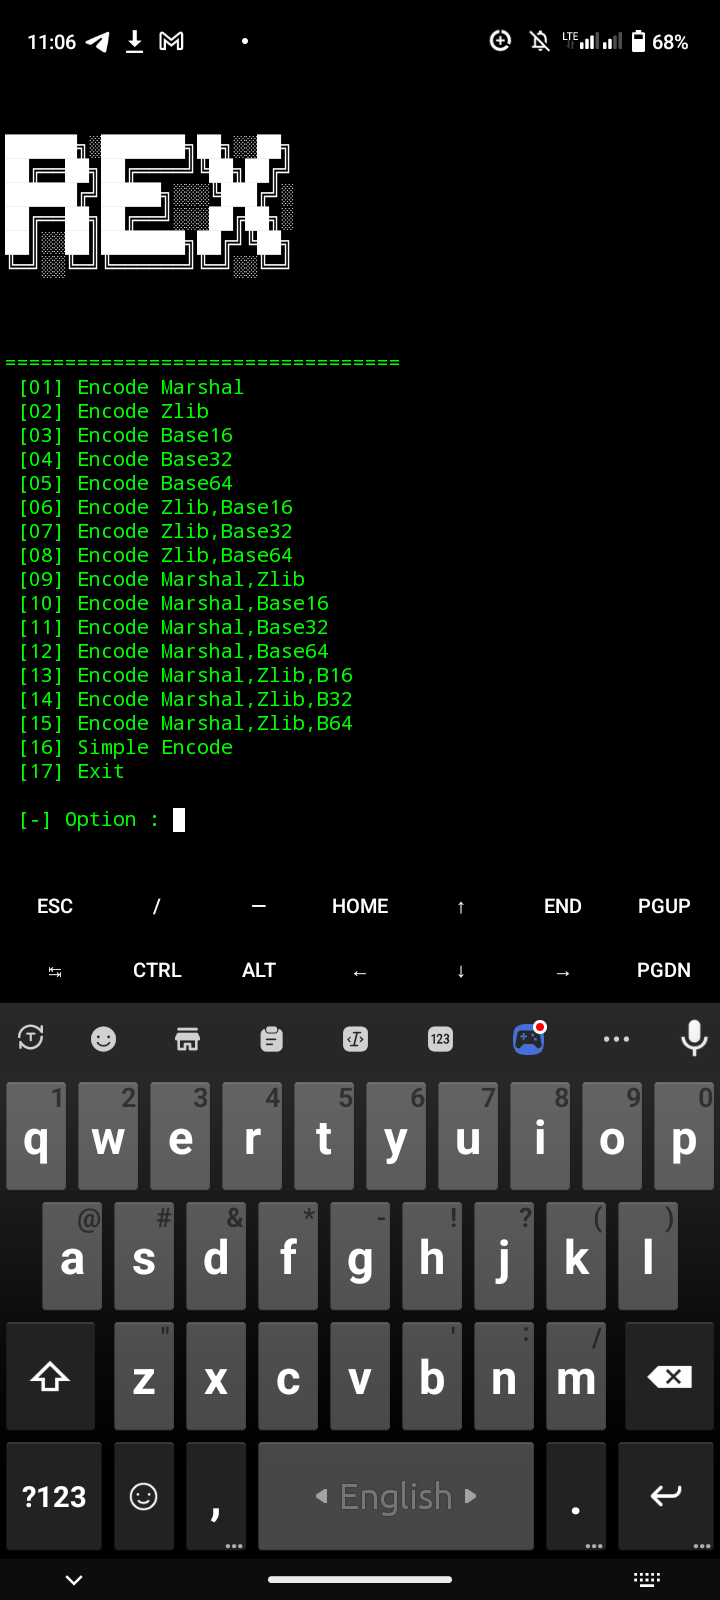 11:06 LTE 68%
REX
================================
[01] Encode Marshal
[02] Encode Zlib
[03] Encode Base16
[04] Encode Base32
[05] Encode Base64
[06] Encode Zlib,Base16
[07] Encode Zlib,Base32
[08] Encode Zlib,Base64
[09] Encode Marshal,Zlib
[10] Encode Marshal,Base16
[11] Encode Marshal,Base32
[12] Encode Marshal,Base64
[13] Encode Marshal,Zlib,B16
[14] Encode Marshal,Zlib,B32
[15] Encode Marshal,Zlib,B64
[16] Simple Encode
[17] Exit
[-] Option :
ESC / — HOME ↑ END PGUP
↹ CTRL ALT ← ↓ → PGDN
T 123
1 2 3 4 5 6 7 8 9 0
q w e r t y u i o p
@ # & * - ! ? ( )
a s d f g h j k l
" ' : /
z x c v b n m
?123 , English .